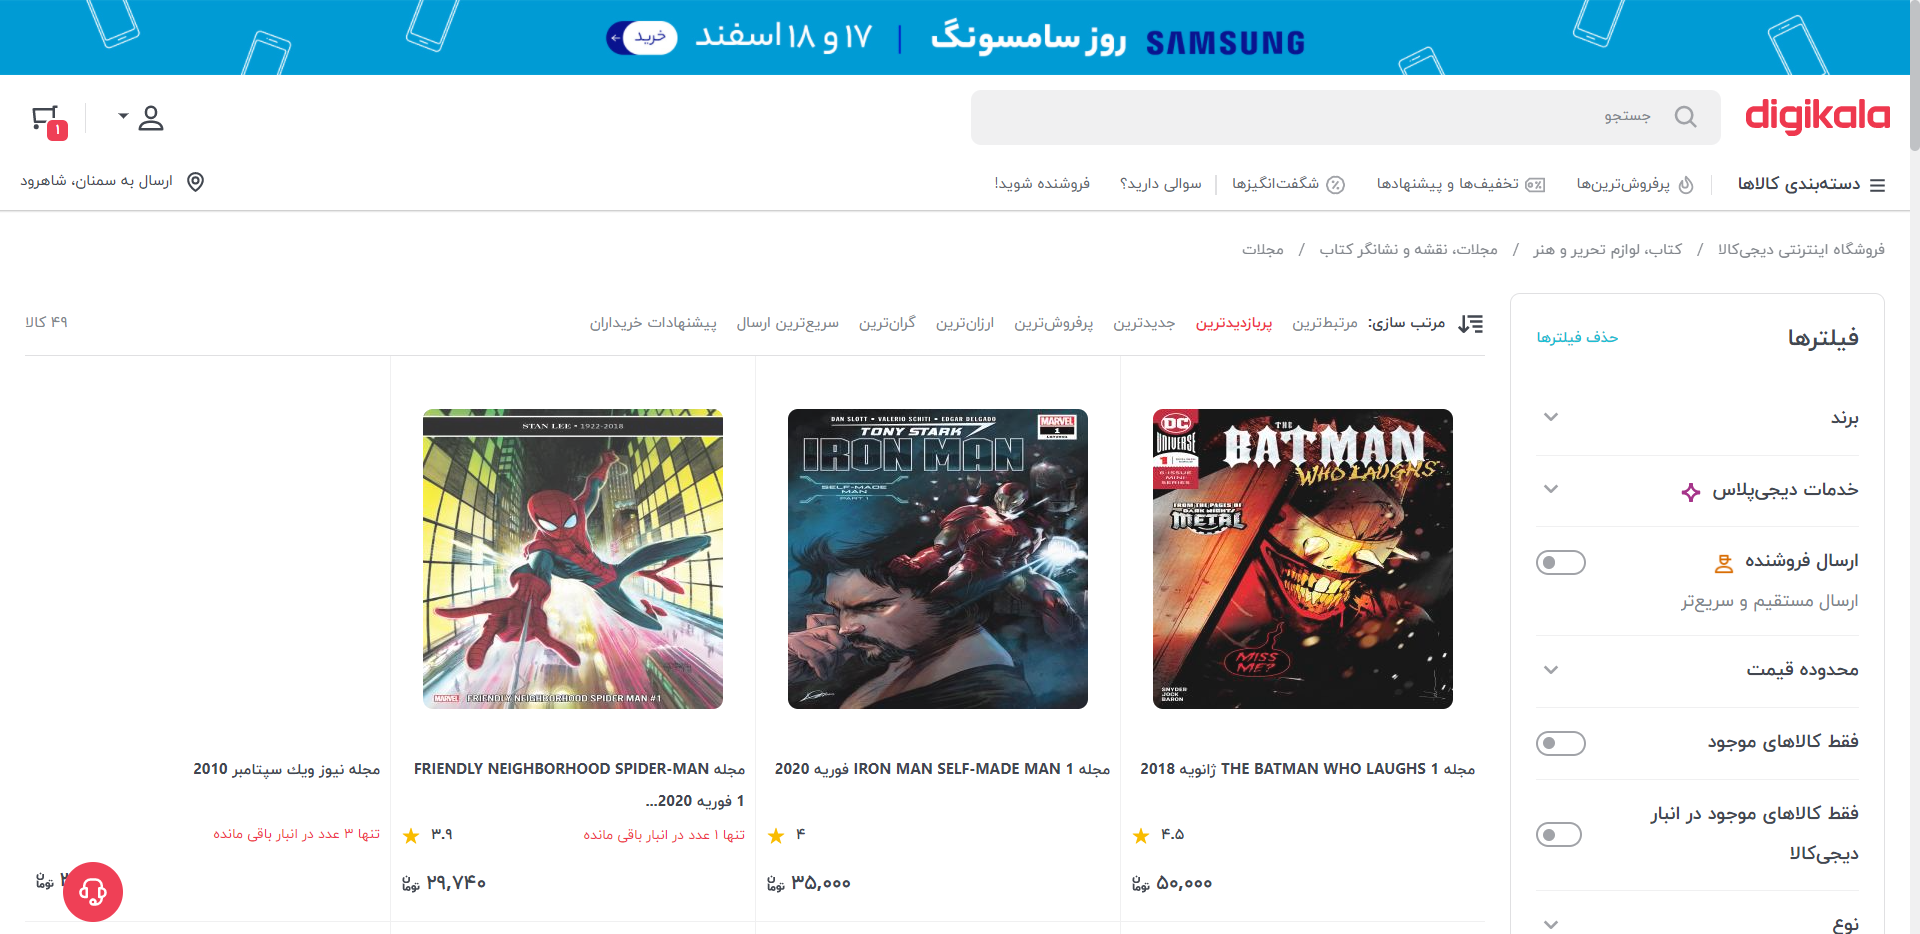 SAMSUNG روز سامسونگ | ۱۷ و ۱۸ اسفند خرید
digikala
جستجو
۱
دسته‌بندی کالاها
پرفروش‌ترین‌ها
تخفیف‌ها و پیشنهادها
شگفت‌انگیزها
سوالی دارید؟
فروشنده شوید!
ارسال به سمنان، شاهرود
فروشگاه اینترنتی دیجی‌کالا / کتاب، لوازم تحریر و هنر / مجلات، نقشه و نشانگر کتاب / مجلات
فیلترها
حذف فیلترها
برند
خدمات دیجی‌پلاس
ارسال فروشنده
ارسال مستقیم و سریع‌تر
محدوده قیمت
فقط کالاهای موجود
فقط کالاهای موجود در انبار
دیجی‌کالا
نوع
مرتب سازی: مرتبط‌ترین پربازدیدترین جدیدترین پرفروش‌ترین ارزان‌ترین گران‌ترین سریع‌ترین ارسال پیشنهادات خریداران
۴۹ کالا
DC
UNIVERSE
1
6-ISSUE
MINI
SERIES
THE
BATMAN
WHO LAUGHS
FROM THE PAGES OF
DARK NIGHTS
METAL
MISS
ME?
SNYDER
JOCK
BARON
مجله THE BATMAN WHO LAUGHS 1 ژانویه 2018
۴.۵
۵۰,۰۰۰ تومان
DAN SLOTT • VALERIO SCHITI • EDGAR DELGADO
MARVEL
1
TONY STARK
IRON MAN
SELF-MADE
MAN
PART 1
مجله IRON MAN SELF-MADE MAN 1 فوریه 2020
۴
۳۵,۰۰۰ تومان
STAN LEE • 1922-2018
MARVEL FRIENDLY NEIGHBORHOOD SPIDER-MAN #1
مجله FRIENDLY NEIGHBORHOOD SPIDER-MAN
1 فوریه 2020...
تنها ۱ عدد در انبار باقی مانده
۳.۹
۲۹,۷۴۰ تومان
مجله نیوز ویک سپتامبر 2010
تنها ۳ عدد در انبار باقی مانده
تومان